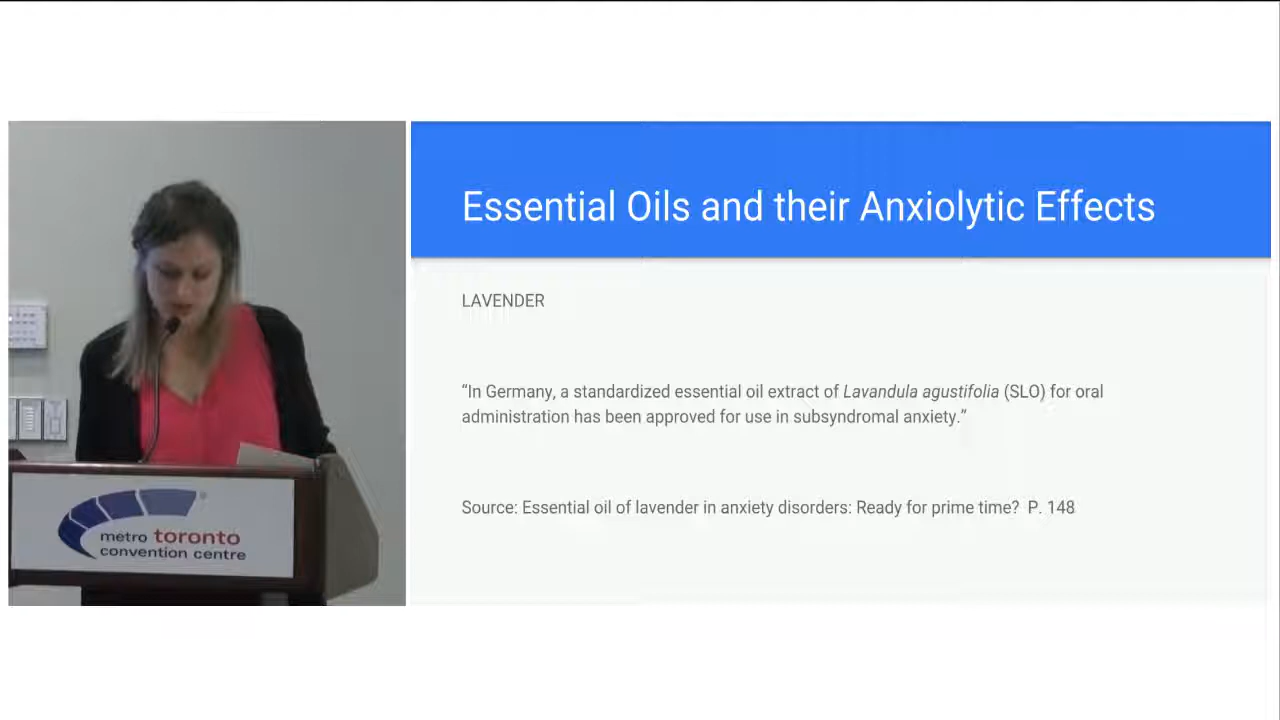 Essential Oils and their Anxiolytic Effects
LAVENDER
“In Germany, a standardized essential oil extract of Lavandula agustifolia (SLO) for oral
administration has been approved for use in subsyndromal anxiety.”
Source: Essential oil of lavender in anxiety disorders: Ready for prime time? P. 148
metro toronto
convention centre